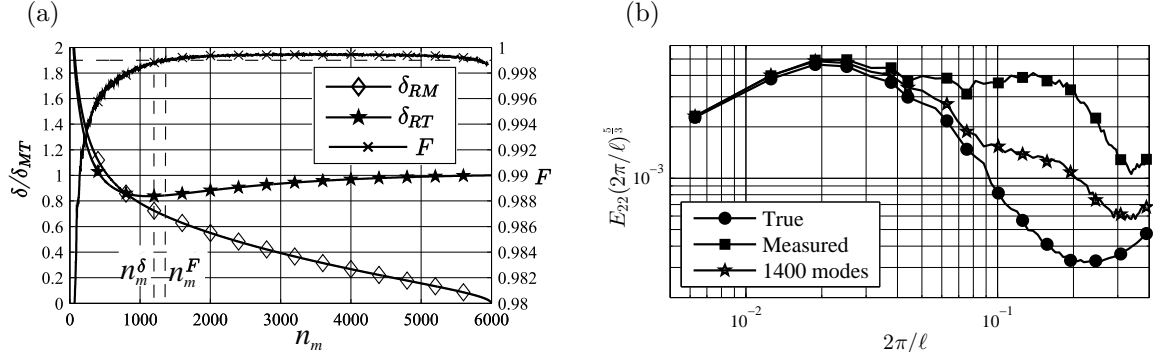 (a)
2
1.8
1.6
1.4
1.2
1
0.8
0.6
0.4
0.2
0
δ/δ_MT
1
0.998
0.996
0.994
0.992
0.99
0.988
0.986
0.984
0.982
0.98
F
δ_RM
δ_RT
F
n_m^δ
n_m^F
0 1000 2000 3000 4000 5000 6000
n_m
(b)
E_22(2π/ℓ)^{5/3}
10^{-3}
True
Measured
1400 modes
10^{-2} 10^{-1}
2π/ℓ